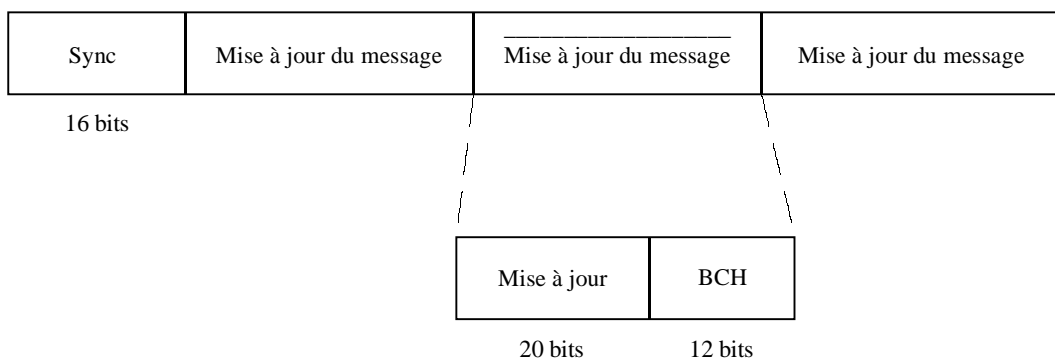 Sync
Mise à jour du message
Mise à jour du message
Mise à jour du message
16 bits
Mise à jour
BCH
20 bits
12 bits